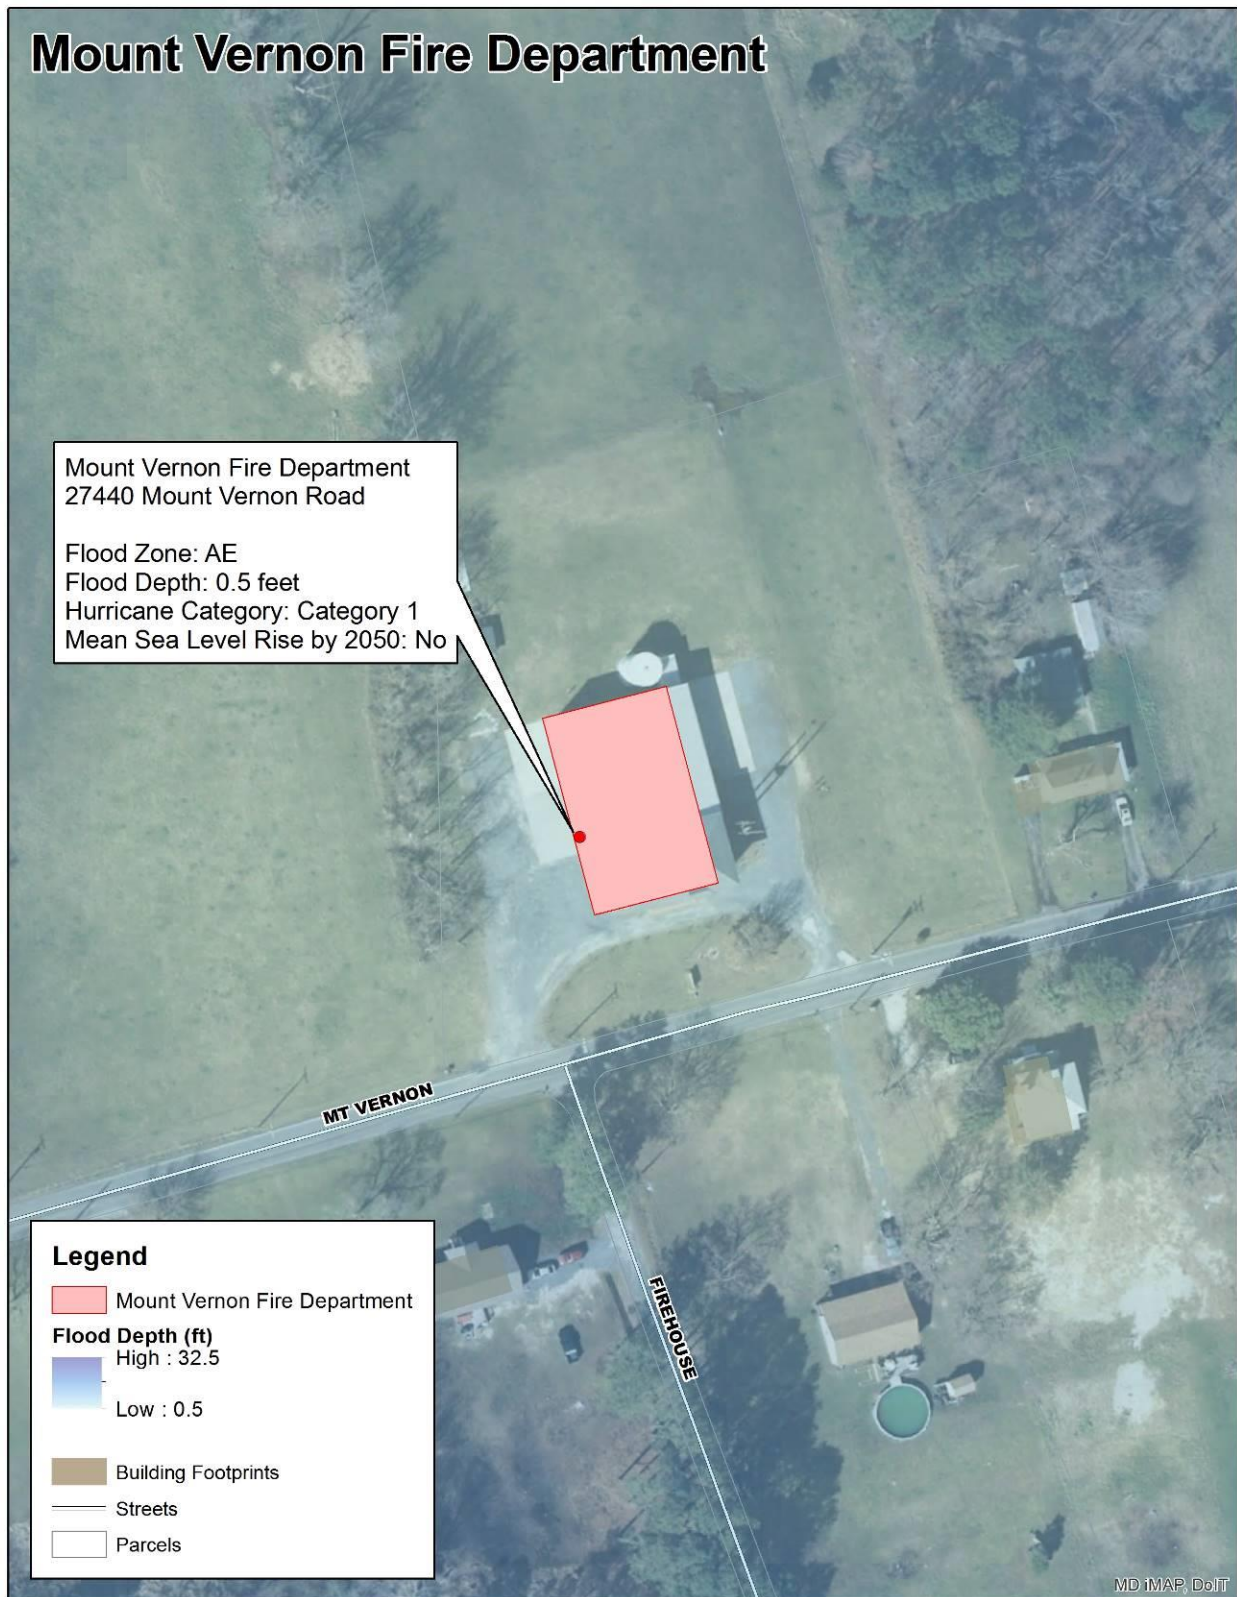 Mount Vernon Fire Department
Mount Vernon Fire Department
27440 Mount Vernon Road
Flood Zone: AE
Flood Depth: 0.5 feet
Hurricane Category: Category 1
Mean Sea Level Rise by 2050: No
MT VERNON
FIREHOUSE
Legend
Mount Vernon Fire Department
Flood Depth (ft)
High : 32.5
Low : 0.5
Building Footprints
Streets
Parcels
MD iMAP, DoIT